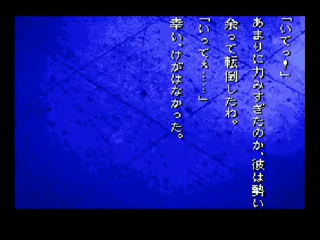 「いてっ！」
あまりに力みすぎたのか、彼は勢い
余って転倒したわ。
「いってぇ……」
幸い、けがはなかった。